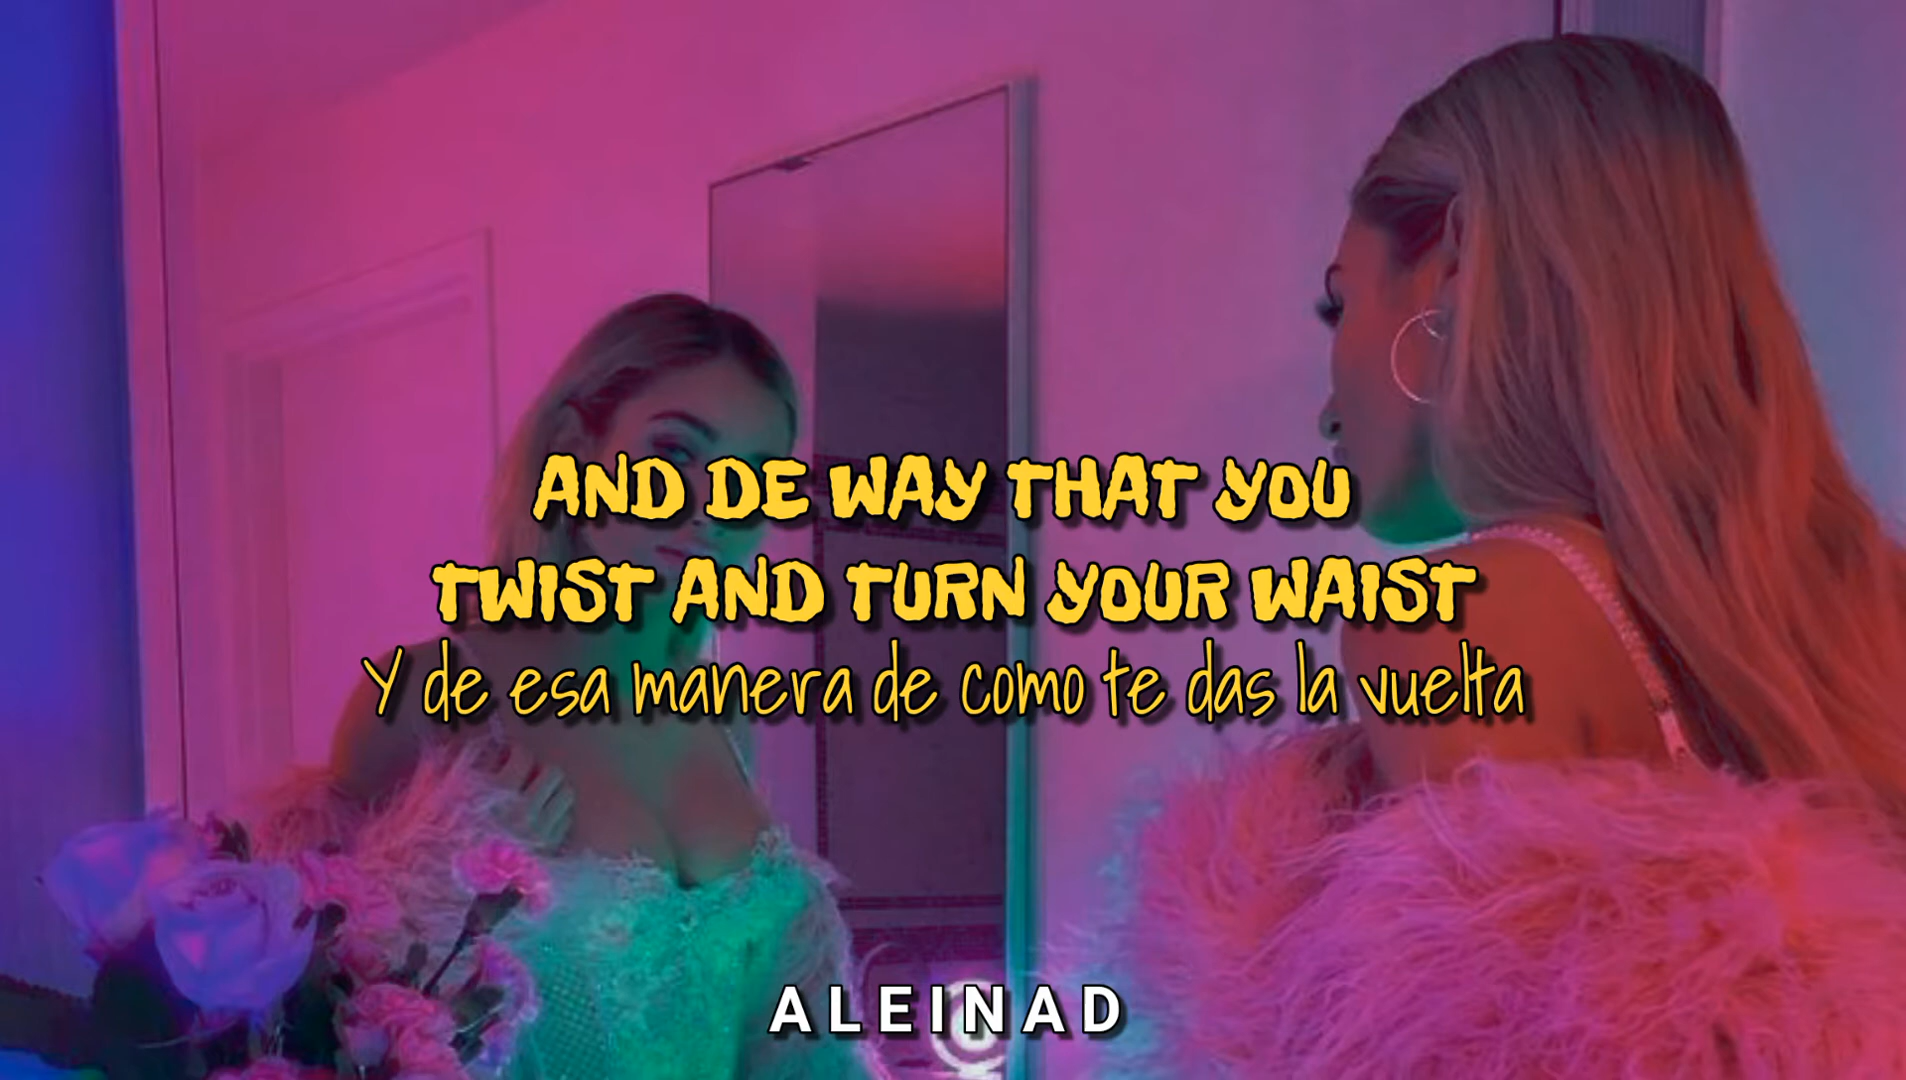 AND DE WAY THAT YOU
TWIST AND TURN YOUR WAIST
Y de esa manera de como te das la vuelta
ALEINAD